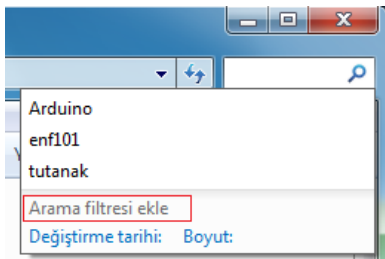 Arduino
enf101
tutanak
Arama filtresi ekle
Değiştirme tarihi: Boyut: